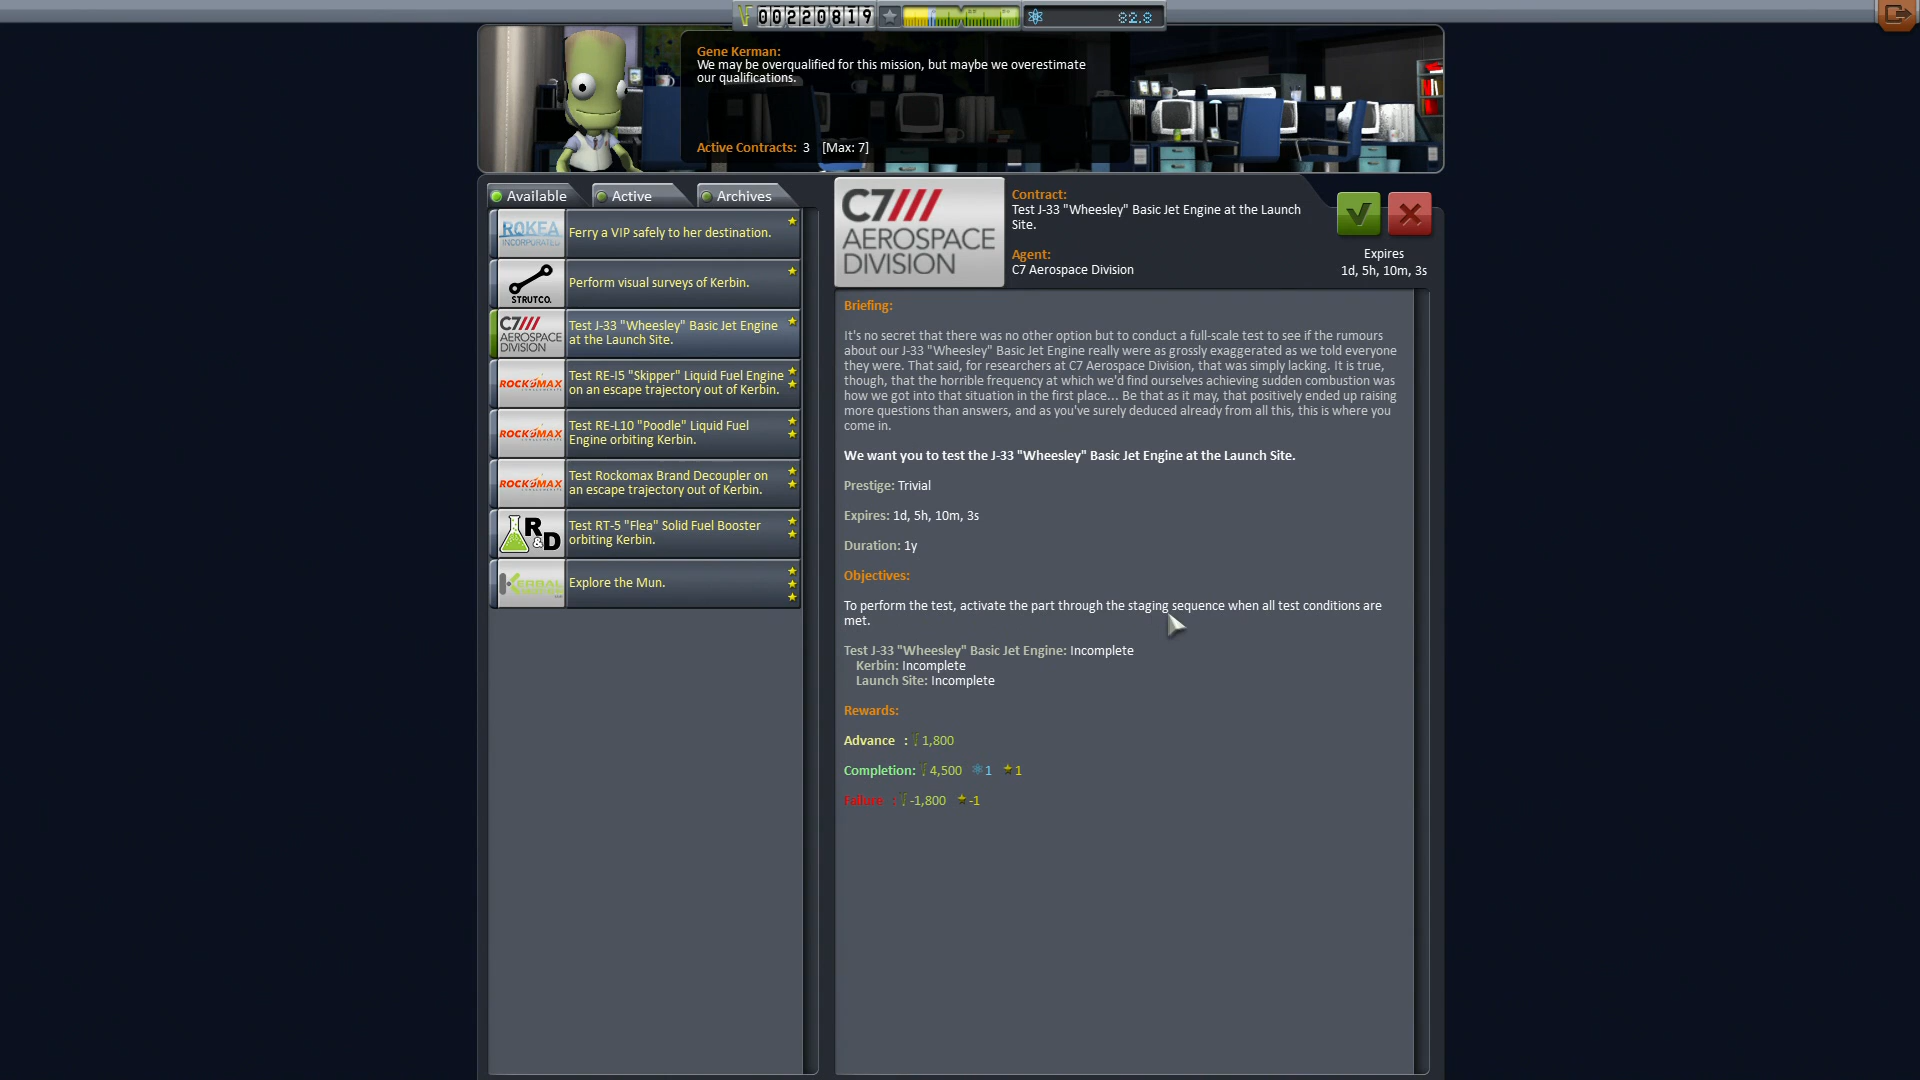 00220819
82.8
Gene Kerman:
We may be overqualified for this mission, but maybe we overestimate
our qualifications.
Active Contracts: 3 [Max: 7]
Available
Active
Archives
ROKEA
INCORPORATED
Ferry a VIP safely to her destination.
STRUTCO.
Perform visual surveys of Kerbin.
C7///
AEROSPACE
DIVISION
Test J-33 "Wheesley" Basic Jet Engine
at the Launch Site.
ROCKOMAX
Test RE-I5 "Skipper" Liquid Fuel Engine
on an escape trajectory out of Kerbin.
ROCKOMAX
Test RE-L10 "Poodle" Liquid Fuel
Engine orbiting Kerbin.
ROCKOMAX
Test Rockomax Brand Decoupler on
an escape trajectory out of Kerbin.
R&D
Test RT-5 "Flea" Solid Fuel Booster
orbiting Kerbin.
KERBAL
Explore the Mun.
C7///
AEROSPACE
DIVISION
Contract:
Test J-33 "Wheesley" Basic Jet Engine at the Launch
Site.
Agent:
C7 Aerospace Division
Expires
1d, 5h, 10m, 3s
Briefing:
It's no secret that there was no other option but to conduct a full-scale test to see if the rumours
about our J-33 "Wheesley" Basic Jet Engine really were as grossly exaggerated as we told everyone
they were. That said, for researchers at C7 Aerospace Division, that was simply lacking. It is true,
though, that the horrible frequency at which we'd find ourselves achieving sudden combustion was
how we got into that situation in the first place... Be that as it may, that positively ended up raising
more questions than answers, and as you've surely deduced already from all this, this is where you
come in.
We want you to test the J-33 "Wheesley" Basic Jet Engine at the Launch Site.
Prestige: Trivial
Expires: 1d, 5h, 10m, 3s
Duration: 1y
Objectives:
To perform the test, activate the part through the staging sequence when all test conditions are
met.
Test J-33 "Wheesley" Basic Jet Engine: Incomplete
Kerbin: Incomplete
Launch Site: Incomplete
Rewards:
Advance : 1,800
Completion: 4,500 1 1
Failure : -1,800 -1